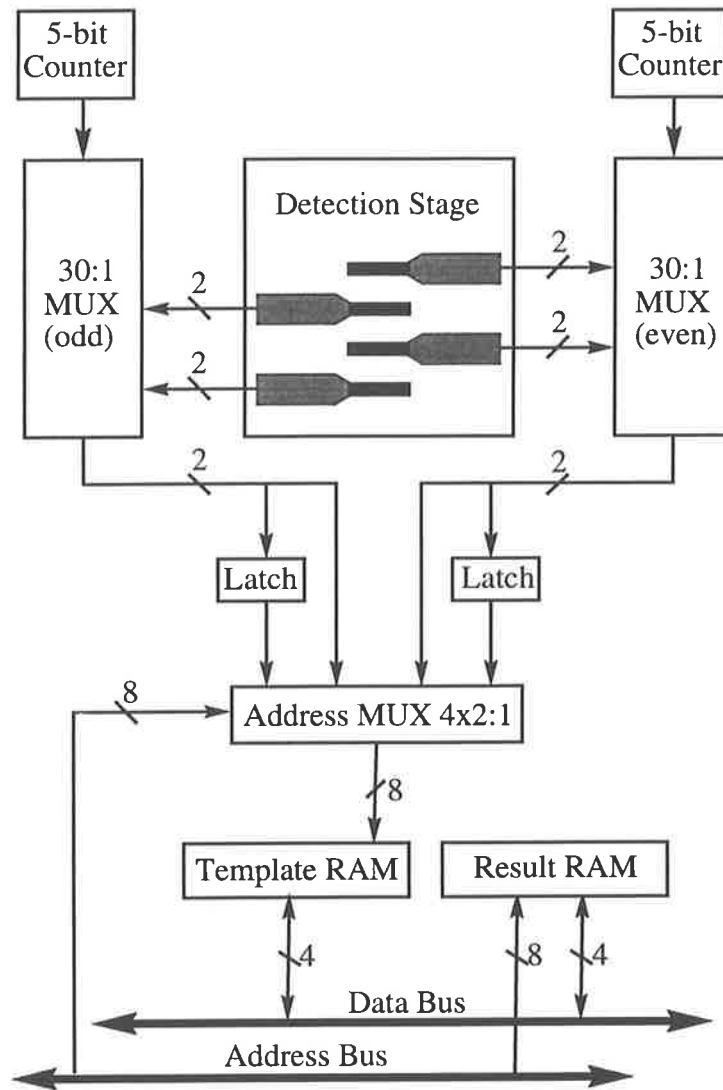 5-bit
Counter
5-bit
Counter
Detection Stage
30:1
MUX
(odd)
2
2
2
2
30:1
MUX
(even)
2
2
Latch
Latch
8
Address MUX 4x2:1
8
Template RAM
Result RAM
4
8
4
Data Bus
Address Bus